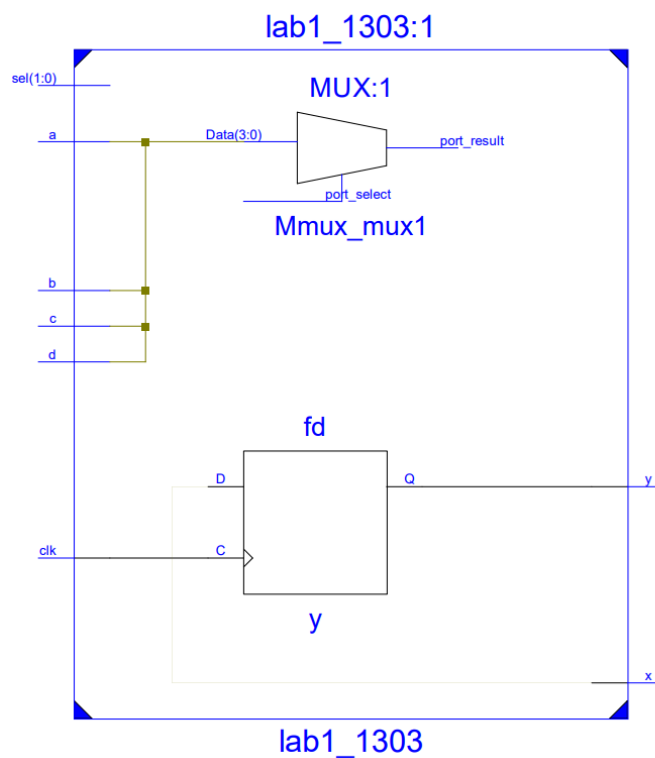 lab1_1303:1
sel(1:0)
MUX:1
a
Data(3:0)
port_result
port_select
Mmux_mux1
b
c
d
fd
D
Q
y
clk
C
y
x
lab1_1303